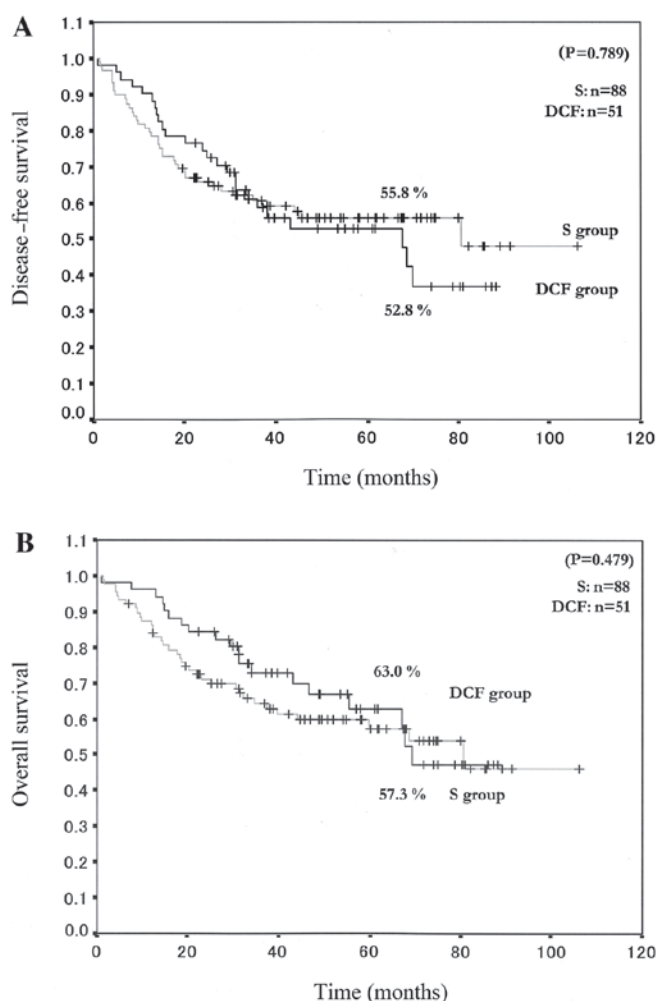 A
1.1
(P=0.789)
1.0
S: n=88
0.9
DCF: n=51
0.8
0.7
55.8 %
0.6
0.5
S group
0.4
DCF group
0.3
52.8 %
0.2
0.1
0.0
0 20 40 60 80 100 120
Disease-free survival
Time (months)
B
1.1
(P=0.479)
1.0
S: n=88
0.9
DCF: n=51
0.8
0.7
63.0 %
DCF group
0.6
0.5
0.4
57.3 % S group
0.3
0.2
0.1
0.0
0 20 40 60 80 100 120
Overall survival
Time (months)